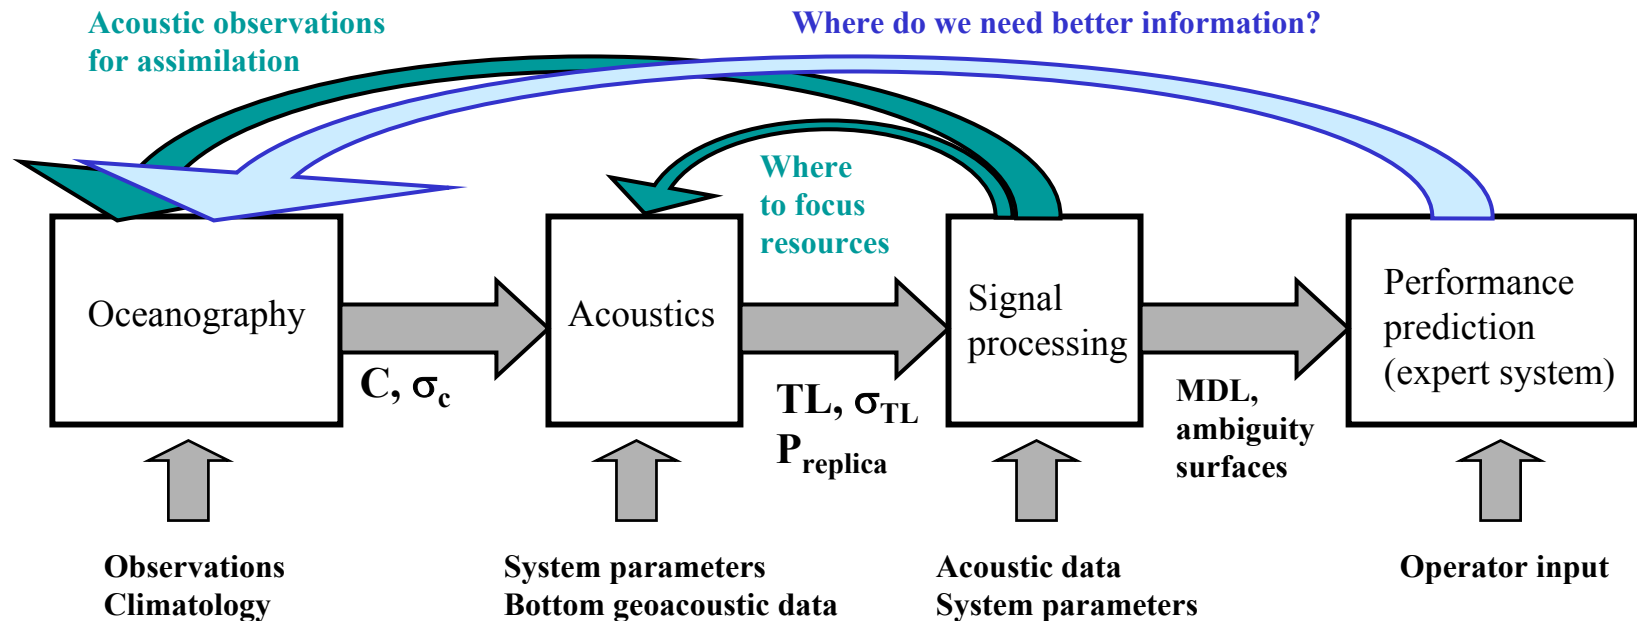 Acoustic observations
for assimilation
Where do we need better information?
Where
to focus
resources
Oceanography
Acoustics
Signal
processing
Performance
prediction
(expert system)
C, σc
TL, σTL
Preplica
MDL,
ambiguity
surfaces
Observations
Climatology
System parameters
Bottom geoacoustic data
Acoustic data
System parameters
Operator input